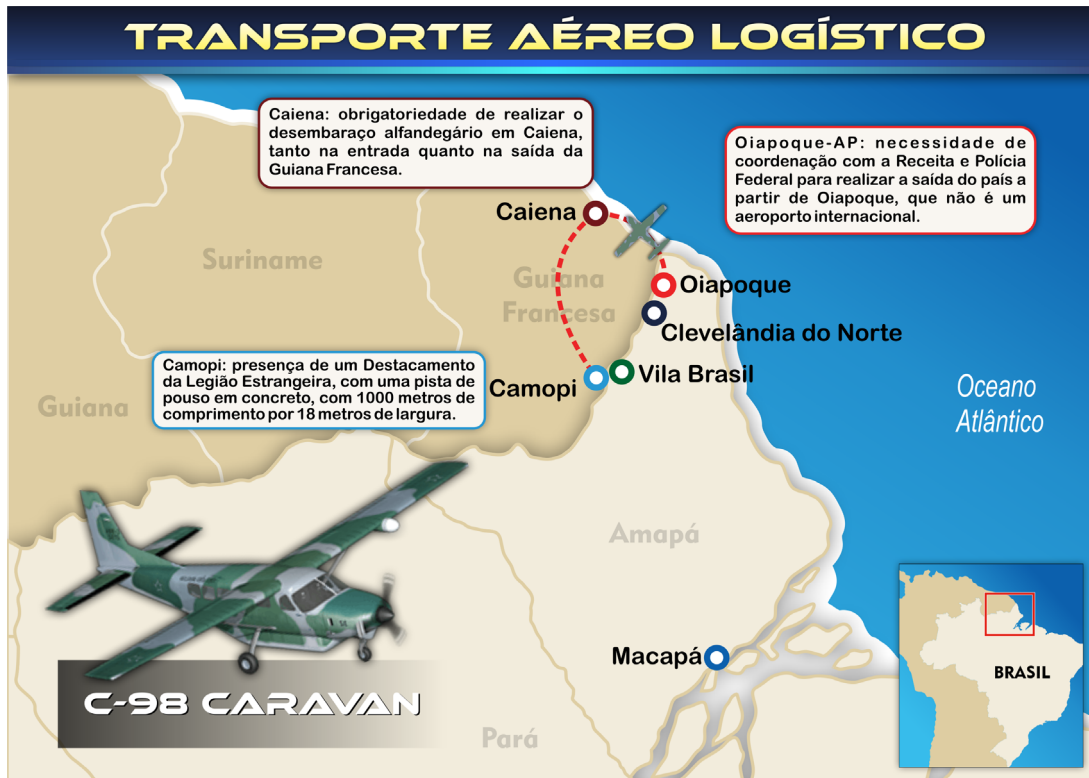 TRANSPORTE AÉREO LOGÍSTICO
Caiena: obrigatoriedade de realizar o
desembaraço alfandegário em Caiena,
tanto na entrada quanto na saída da
Guiana Francesa.
Oiapoque-AP: necessidade de
coordenação com a Receita e Polícia
Federal para realizar a saída do país a
partir de Oiapoque, que não é um
aeroporto internacional.
Caiena
Suriname
Guiana
Francesa
Oiapoque
Clevelândia do Norte
Camopi: presença de um Destacamento
da Legião Estrangeira, com uma pista de
pouso em concreto, com 1000 metros de
comprimento por 18 metros de largura.
Camopi
Vila Brasil
Guiana
Oceano
Atlântico
Amapá
Macapá
BRASIL
C-98 CARAVAN
Pará